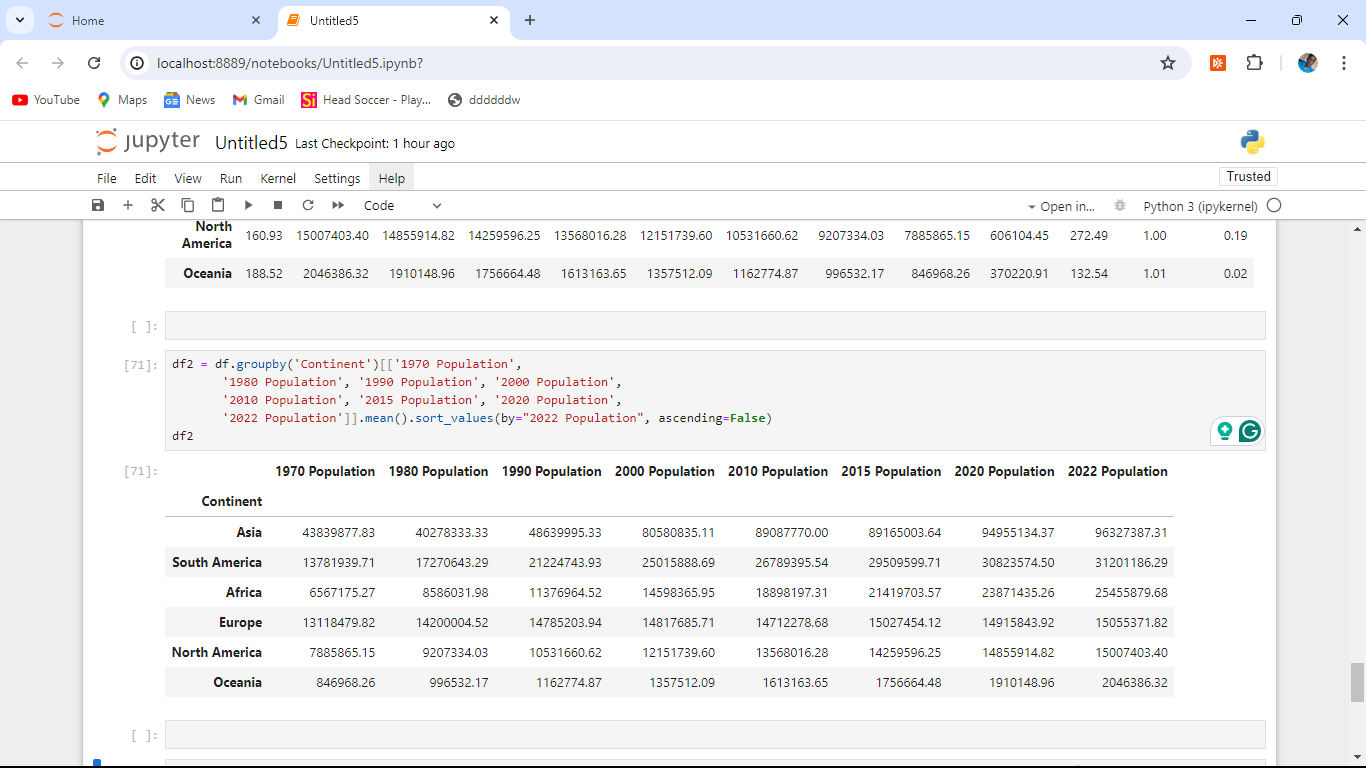 Home
Untitled5
localhost:8889/notebooks/Untitled5.ipynb?
YouTube Maps News Gmail Head Soccer - Play... ddddddw
jupyter Untitled5 Last Checkpoint: 1 hour ago
File Edit View Run Kernel Settings Help Trusted
Code Open in... Python 3 (ipykernel)
North America 160.93 15007403.40 14855914.82 14259596.25 13568016.28 12151739.60 10531660.62 9207334.03 7885865.15 606104.45 272.49 1.00 0.19
Oceania 188.52 2046386.32 1910148.96 1756664.48 1613163.65 1357512.09 1162774.87 996532.17 846968.26 370220.91 132.54 1.01 0.02
[ ]:
[71]: df2 = df.groupby('Continent')[['1970 Population',
'1980 Population', '1990 Population', '2000 Population',
'2010 Population', '2015 Population', '2020 Population',
'2022 Population']].mean().sort_values(by="2022 Population", ascending=False)
df2
[71]: 1970 Population 1980 Population 1990 Population 2000 Population 2010 Population 2015 Population 2020 Population 2022 Population
Continent
Asia 43839877.83 40278333.33 48639995.33 80580835.11 89087770.00 89165003.64 94955134.37 96327387.31
South America 13781939.71 17270643.29 21224743.93 25015888.69 26789395.54 29509599.71 30823574.50 31201186.29
Africa 6567175.27 8586031.98 11376964.52 14598365.95 18898197.31 21419703.57 23871435.26 25455879.68
Europe 13118479.82 14200004.52 14785203.94 14817685.71 14712278.68 15027454.12 14915843.92 15055371.82
North America 7885865.15 9207334.03 10531660.62 12151739.60 13568016.28 14259596.25 14855914.82 15007403.40
Oceania 846968.26 996532.17 1162774.87 1357512.09 1613163.65 1756664.48 1910148.96 2046386.32
[ ]: